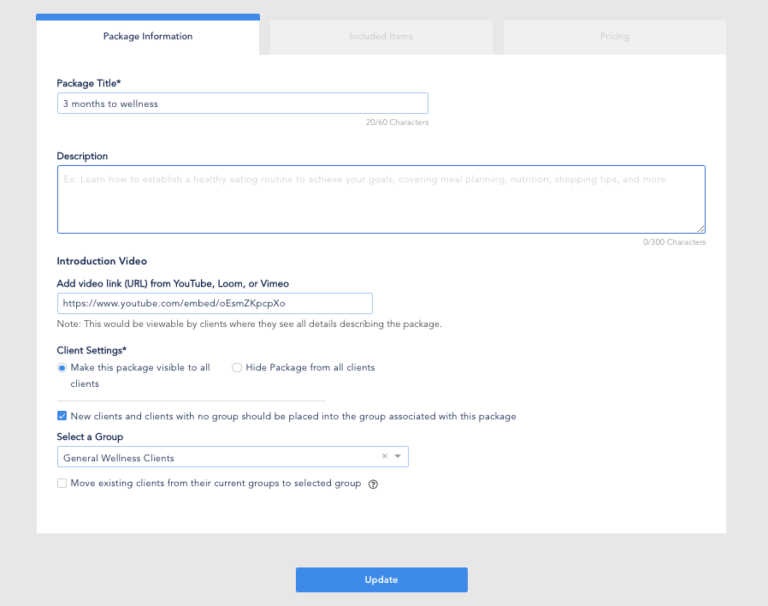 Package Information
Included Items
Pricing
Package Title*
3 months to wellness
20/60 Characters
Description
Ex: Learn how to establish a healthy eating routine to achieve your goals, covering meal planning, nutrition, shopping tips, and more.
0/300 Characters
Introduction Video
Add video link (URL) from YouTube, Loom, or Vimeo
https://www.youtube.com/embed/oEsmZKpcpXo
Note: This would be viewable by clients where they see all details describing the package.
Client Settings*
Make this package visible to all
clients
Hide Package from all clients
New clients and clients with no group should be placed into the group associated with this package
Select a Group
General Wellness Clients ×
Move existing clients from their current groups to selected group ?
Update